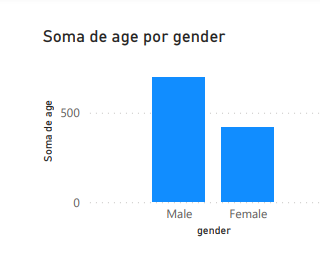 Soma de age por gender
Soma de age
500
0
Male Female
gender